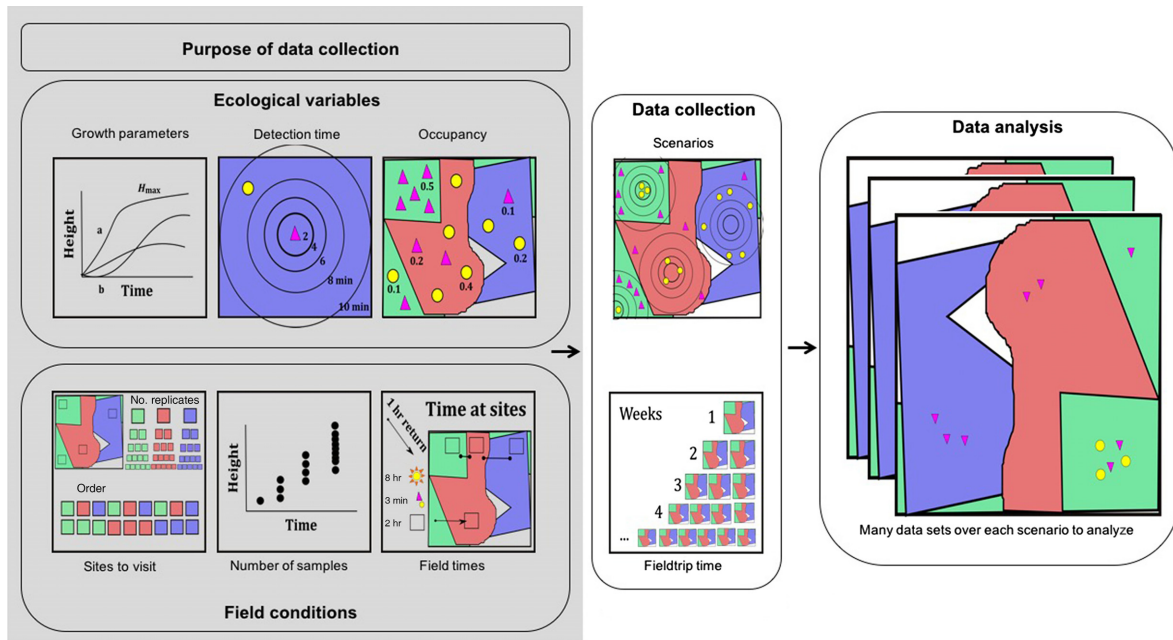 Purpose of data collection
Ecological variables
Growth parameters
Detection time
Occupancy
Height
Hmax
a
b
Time
2
4
6
8 min
10 min
0.5
0.1
0.2
0.2
0.4
0.1
No. replicates
Order
Sites to visit
Height
Time
Number of samples
Time at sites
1 hr return
8 hr
3 min
2 hr
Field times
Field conditions
Data collection
Scenarios
Weeks
1
2
3
4
...
Fieldtrip time
Data analysis
Many data sets over each scenario to analyze